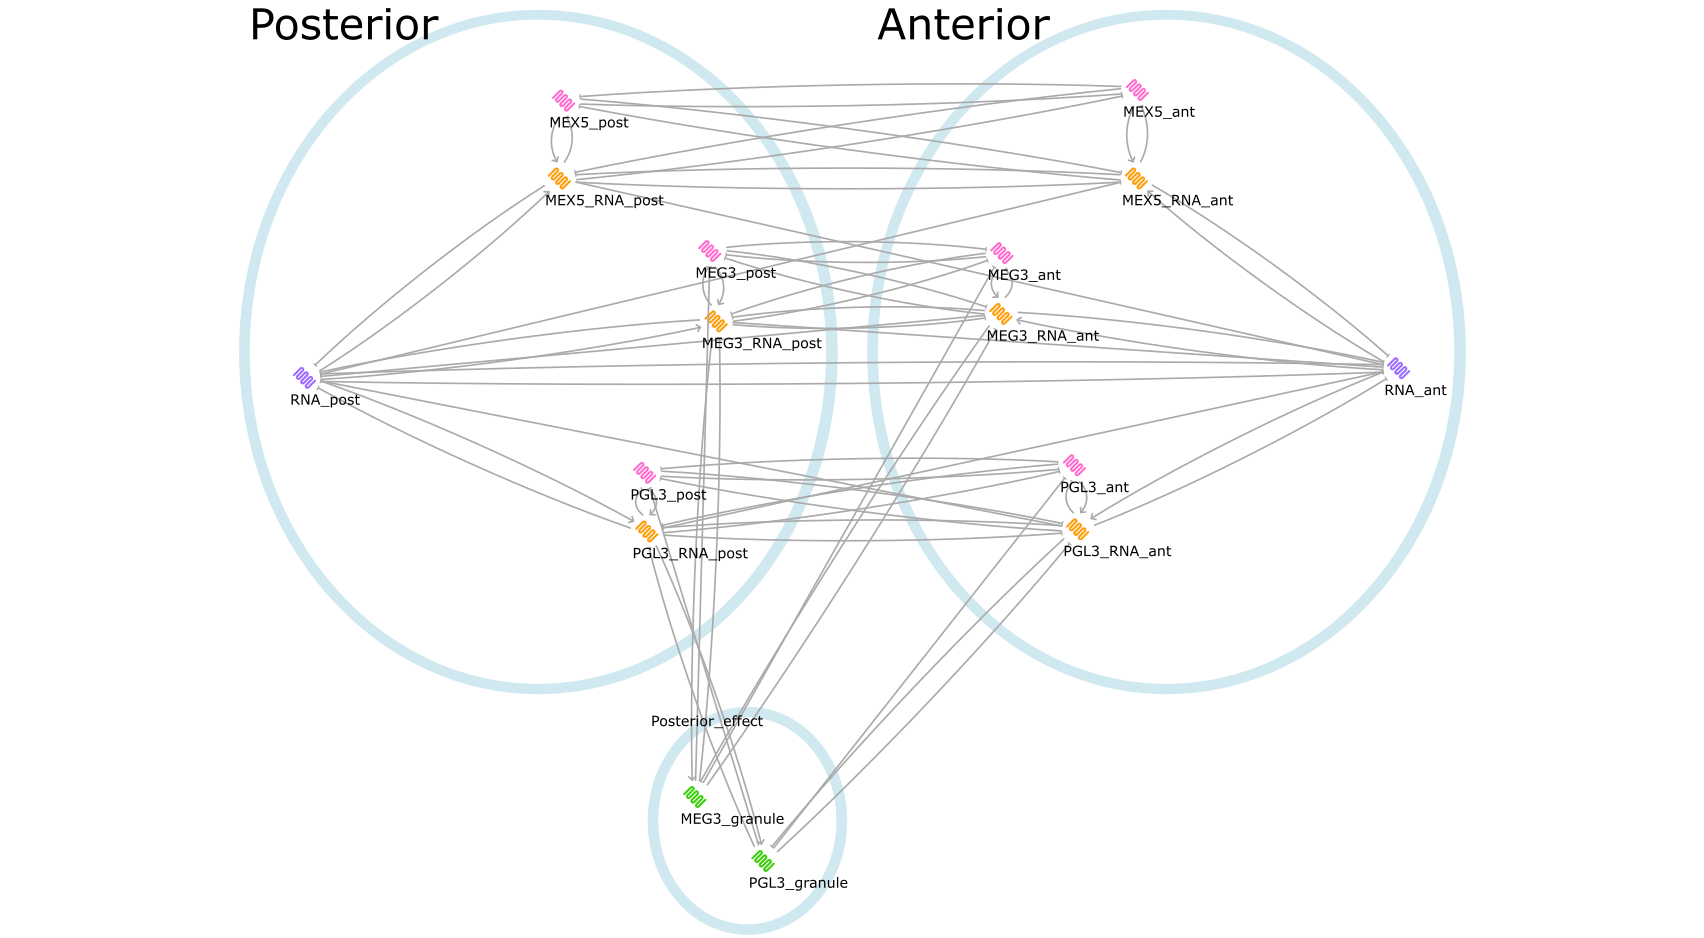 Posterior
Anterior
MEX5_post
MEX5_ant
MEX5_RNA_post
MEX5_RNA_ant
MEG3_post
MEG3_ant
MEG3_RNA_post
MEG3_RNA_ant
RNA_post
RNA_ant
PGL3_post
PGL3_ant
PGL3_RNA_post
PGL3_RNA_ant
Posterior_effect
MEG3_granule
PGL3_granule